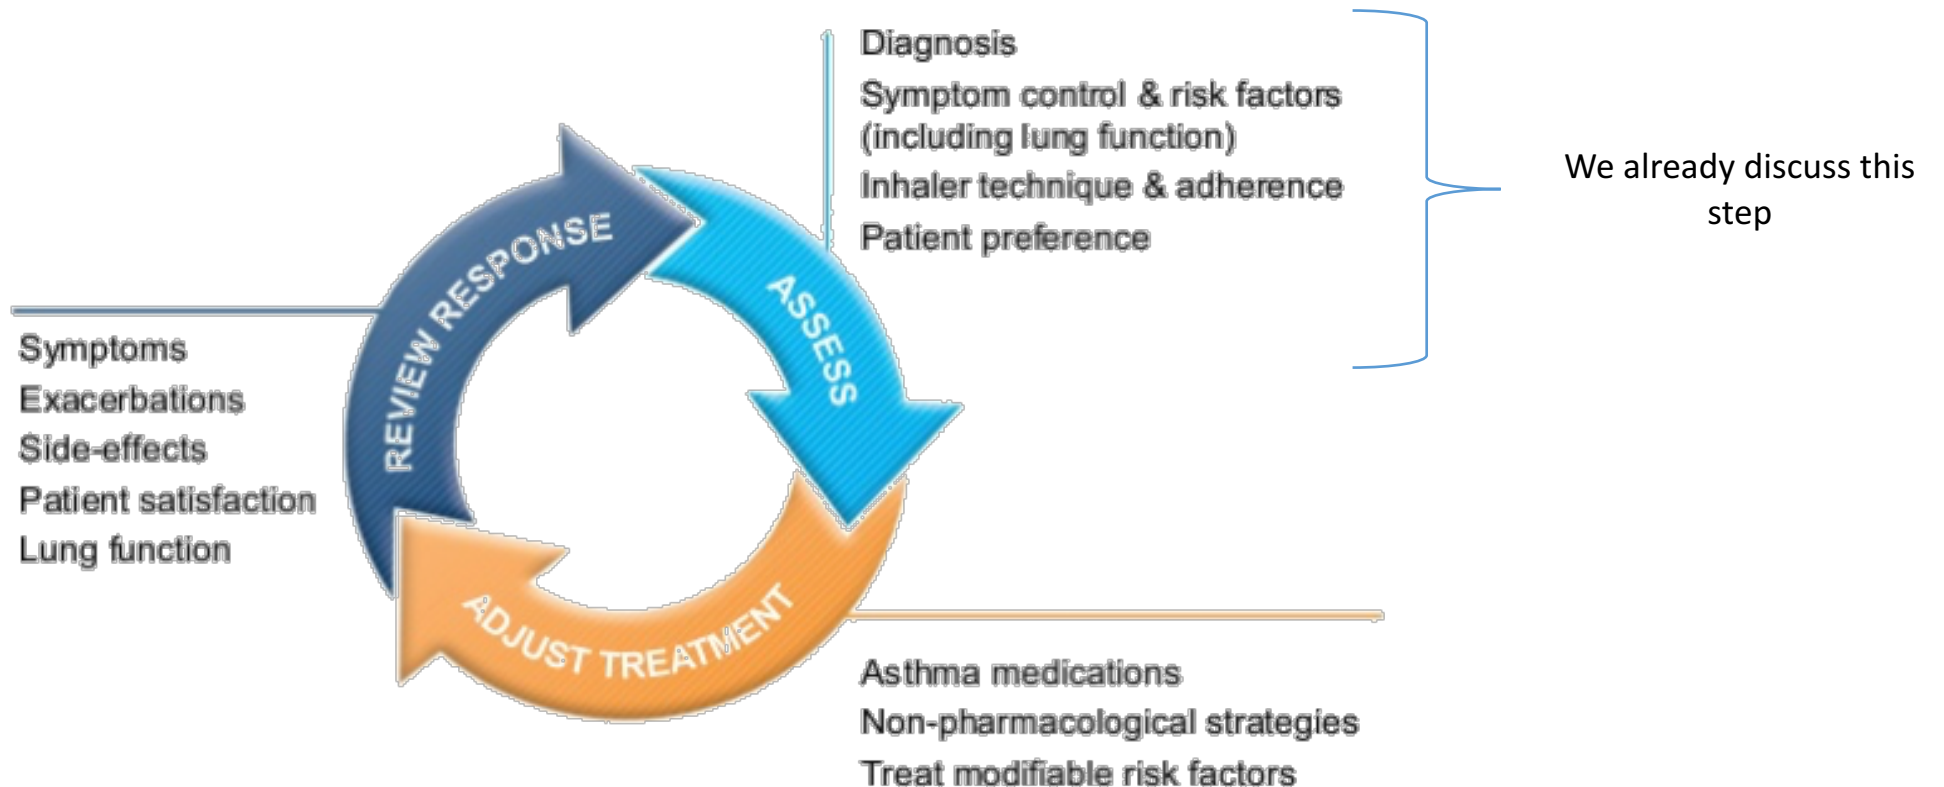 Diagnosis
Symptom control & risk factors
(including lung function)
Inhaler technique & adherence
Patient preference
We already discuss this
step
REVIEW RESPONSE
ASSESS
ADJUST TREATMENT
Symptoms
Exacerbations
Side-effects
Patient satisfaction
Lung function
Asthma medications
Non-pharmacological strategies
Treat modifiable risk factors